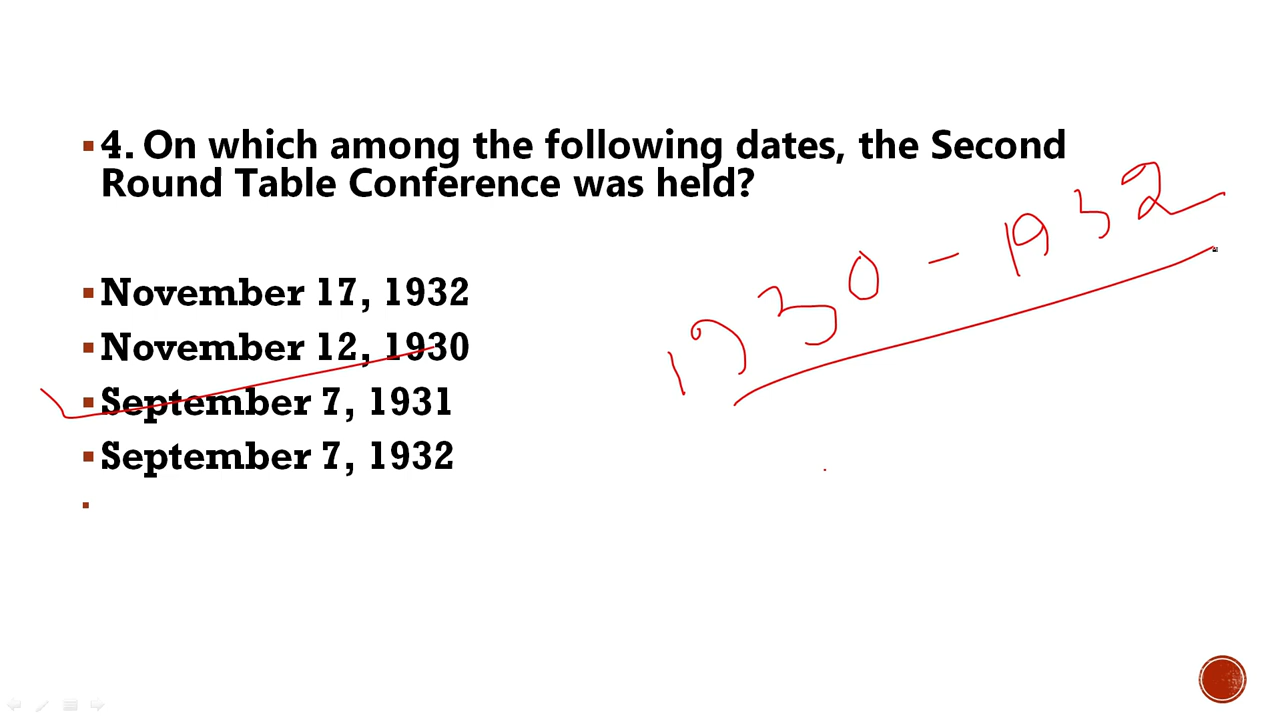 4. On which among the following dates, the Second
Round Table Conference was held?
1930 - 1932
November 17, 1932
November 12, 1930
September 7, 1931
September 7, 1932